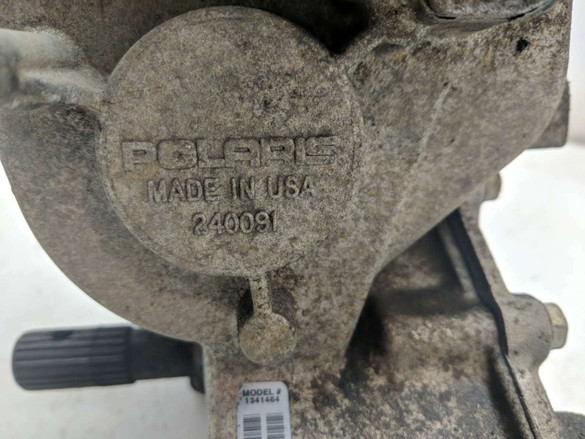 POLARIS
MADE IN USA
240091
MODEL #
1341464